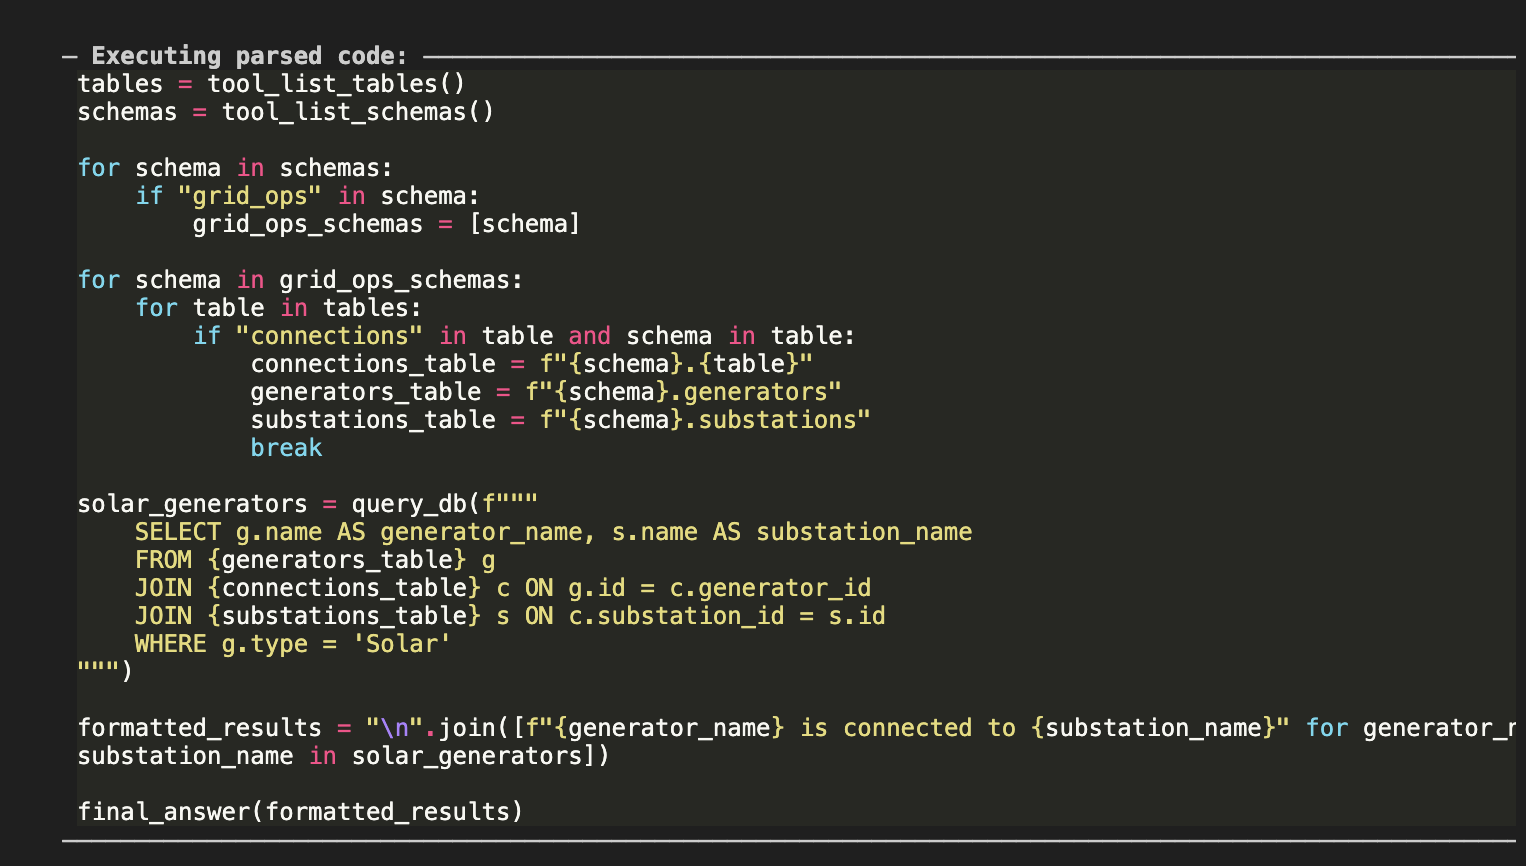 Executing parsed code:
tables = tool_list_tables()
schemas = tool_list_schemas()
for schema in schemas:
    if "grid_ops" in schema:
        grid_ops_schemas = [schema]
for schema in grid_ops_schemas:
    for table in tables:
        if "connections" in table and schema in table:
            connections_table = f"{schema}.{table}"
            generators_table = f"{schema}.generators"
            substations_table = f"{schema}.substations"
            break
solar_generators = query_db(f"""
    SELECT g.name AS generator_name, s.name AS substation_name
    FROM {generators_table} g
    JOIN {connections_table} c ON g.id = c.generator_id
    JOIN {substations_table} s ON c.substation_id = s.id
    WHERE g.type = 'Solar'
""")
formatted_results = "\n".join([f"{generator_name} is connected to {substation_name}" for
substation_name in solar_generators])
final_answer(formatted_results)